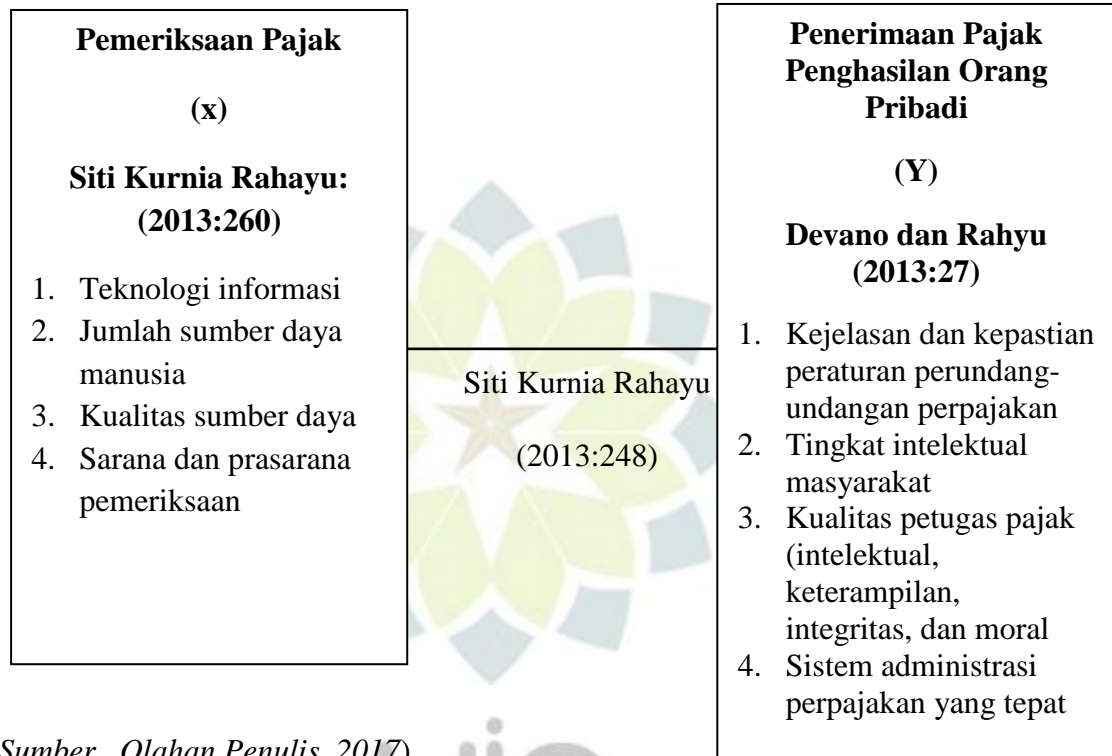 Pemeriksaan Pajak
(x)
Siti Kurnia Rahayu:
(2013:260)
1. Teknologi informasi
2. Jumlah sumber daya
manusia
3. Kualitas sumber daya
4. Sarana dan prasarana
pemeriksaan
Siti Kurnia Rahayu
(2013:248)
Penerimaan Pajak
Penghasilan Orang
Pribadi
(Y)
Devano dan Rahyu
(2013:27)
1. Kejelasan dan kepastian
peraturan perundang-
undangan perpajakan
2. Tingkat intelektual
masyarakat
3. Kualitas petugas pajak
(intelektual,
keterampilan,
integritas, dan moral
4. Sistem administrasi
perpajakan yang tepat
Sumber Olahan Penulis, 2017)